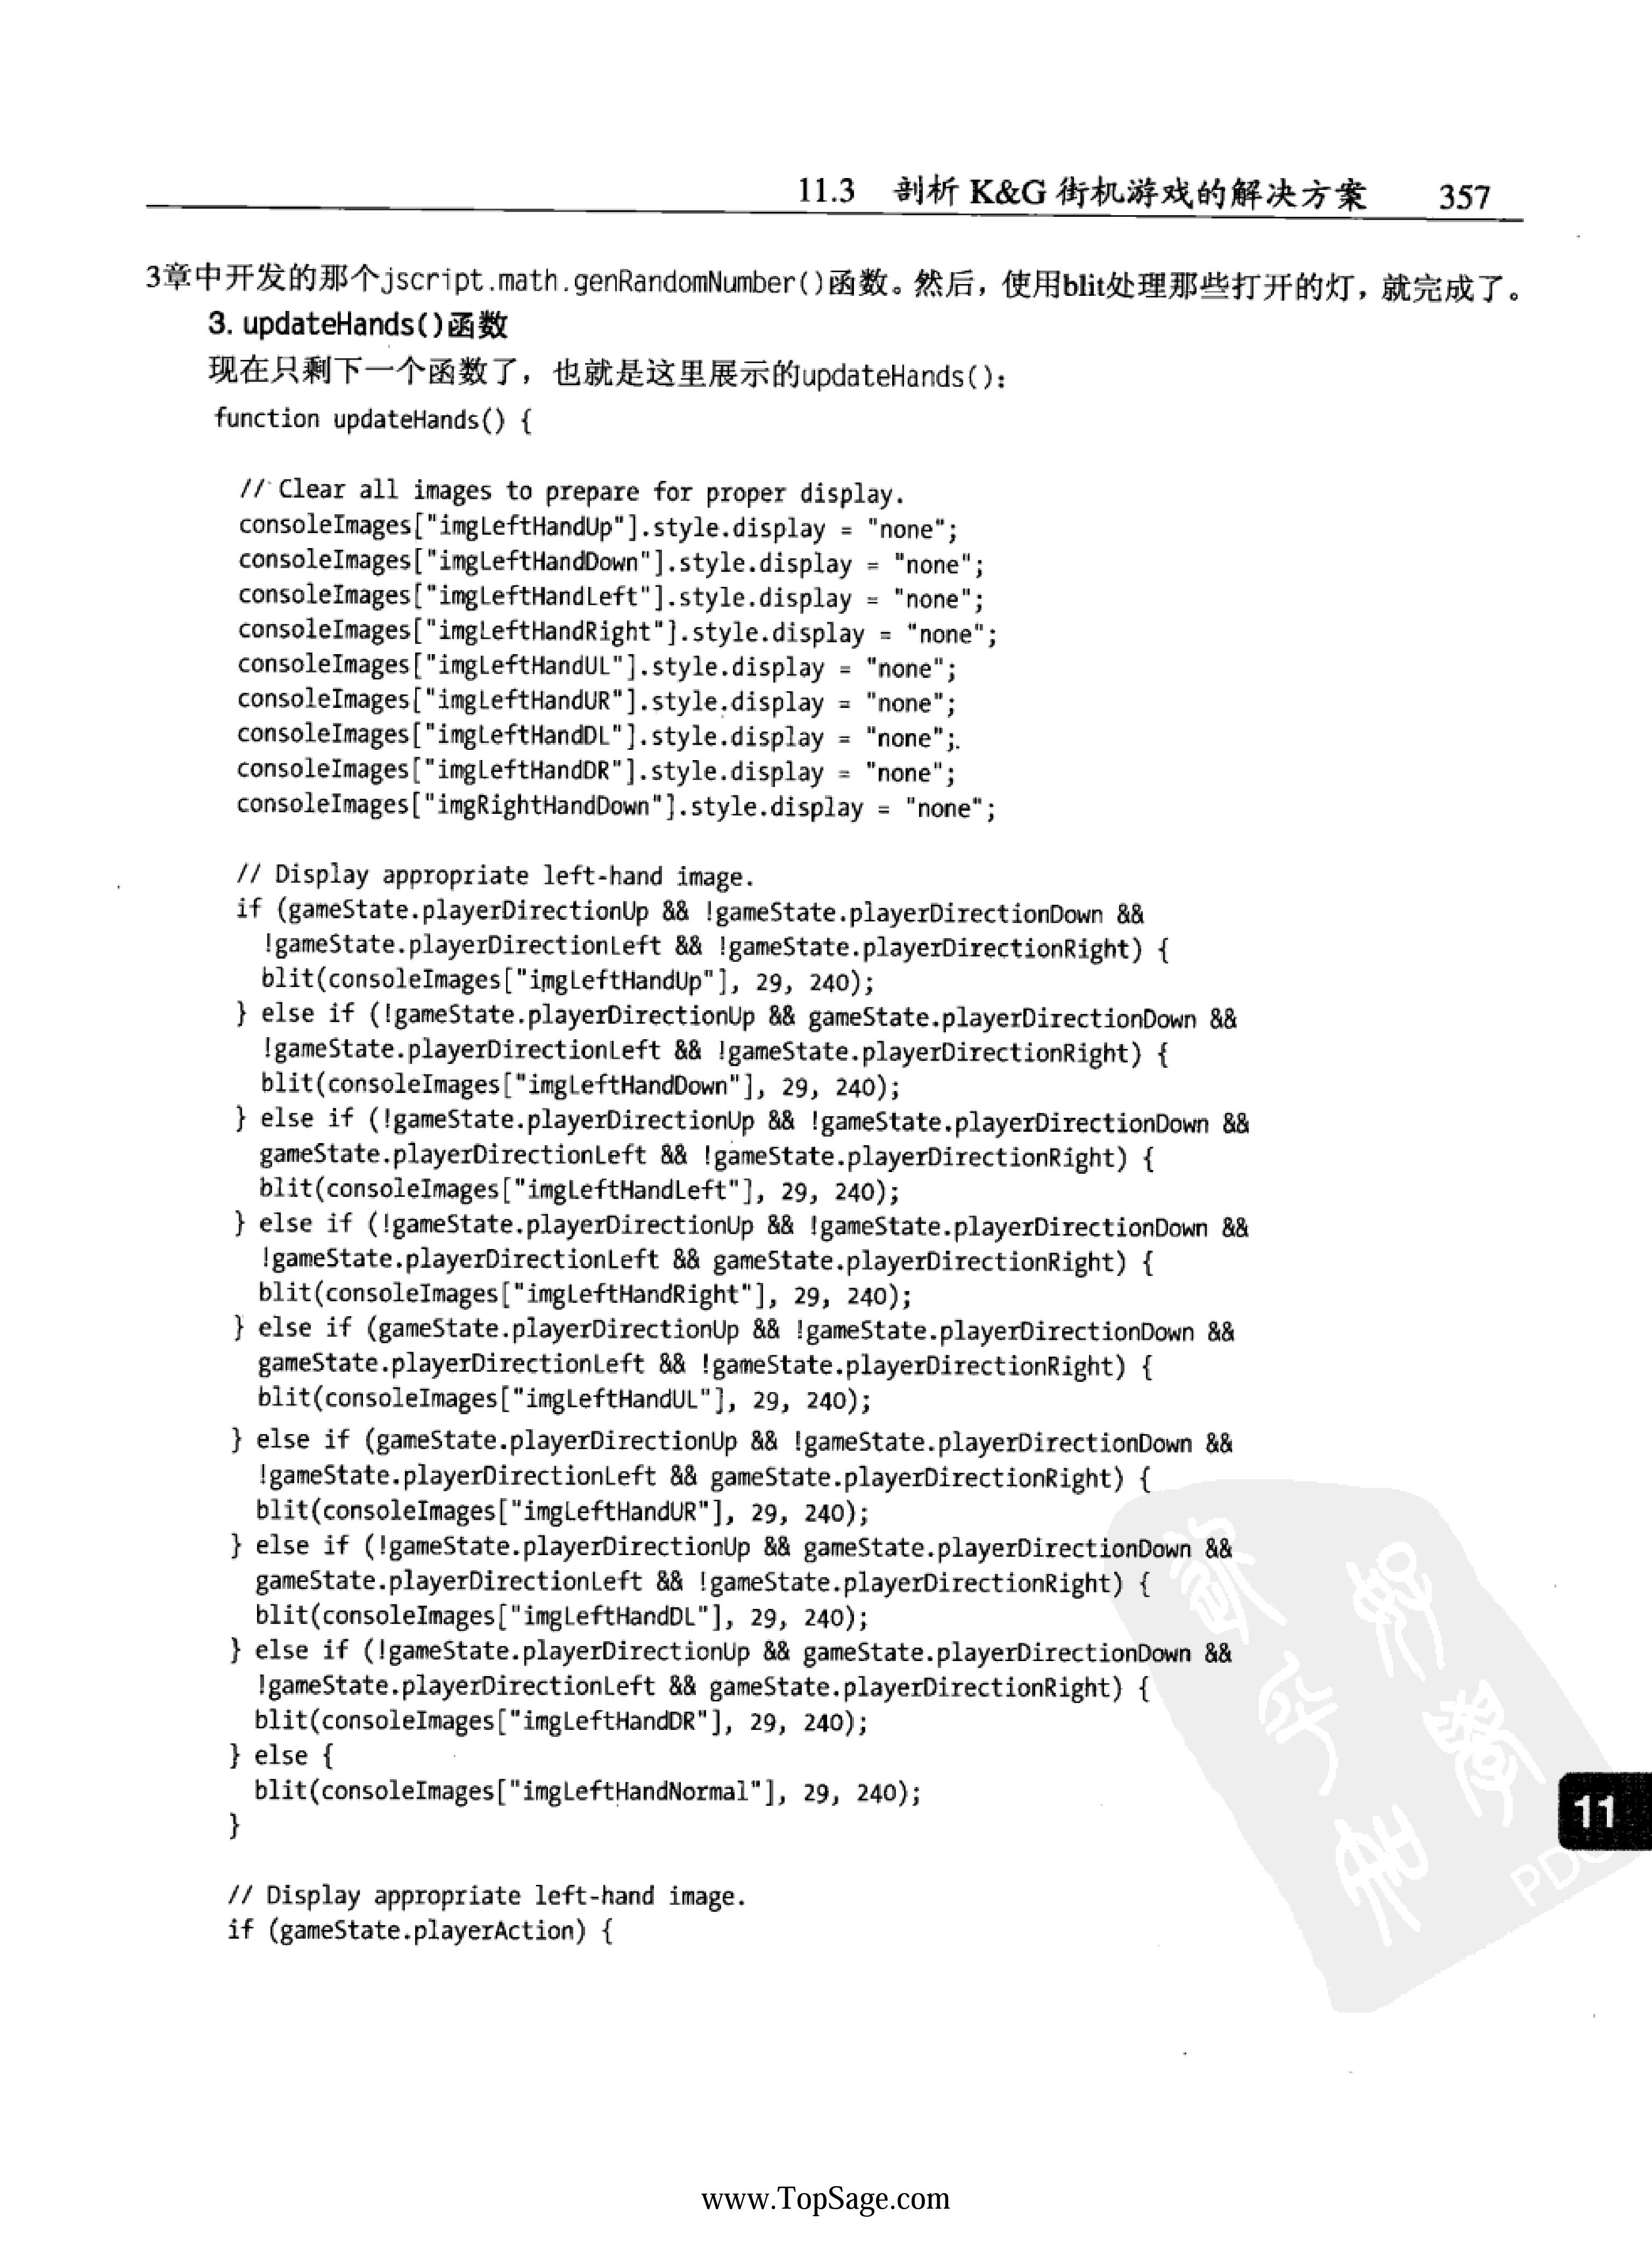 11.3 剖析 K&G 街机游戏的解决方案 357
3章中开发的那个jscript.math.genRandomNumber()函数。然后，使用blit处理那些打开的灯，就完成了。
3. updateHands()函数
现在只剩下一个函数了，也就是这里展示的updateHands()：
function updateHands() {
// Clear all images to prepare for proper display.
consoleImages["imgLeftHandUp"].style.display = "none";
consoleImages["imgLeftHandDown"].style.display = "none";
consoleImages["imgLeftHandLeft"].style.display = "none";
consoleImages["imgLeftHandRight"].style.display = "none";
consoleImages["imgLeftHandUL"].style.display = "none";
consoleImages["imgLeftHandUR"].style.display = "none";
consoleImages["imgLeftHandDL"].style.display = "none";
consoleImages["imgLeftHandDR"].style.display = "none";
consoleImages["imgRightHandDown"].style.display = "none";
// Display appropriate left-hand image.
if (gameState.playerDirectionUp && !gameState.playerDirectionDown &&
!gameState.playerDirectionLeft && !gameState.playerDirectionRight) {
blit(consoleImages["imgLeftHandUp"], 29, 240);
} else if (!gameState.playerDirectionUp && gameState.playerDirectionDown &&
!gameState.playerDirectionLeft && !gameState.playerDirectionRight) {
blit(consoleImages["imgLeftHandDown"], 29, 240);
} else if (!gameState.playerDirectionUp && !gameState.playerDirectionDown &&
gameState.playerDirectionLeft && !gameState.playerDirectionRight) {
blit(consoleImages["imgLeftHandLeft"], 29, 240);
} else if (!gameState.playerDirectionUp && !gameState.playerDirectionDown &&
!gameState.playerDirectionLeft && gameState.playerDirectionRight) {
blit(consoleImages["imgLeftHandRight"], 29, 240);
} else if (gameState.playerDirectionUp && !gameState.playerDirectionDown &&
gameState.playerDirectionLeft && !gameState.playerDirectionRight) {
blit(consoleImages["imgLeftHandUL"], 29, 240);
} else if (gameState.playerDirectionUp && !gameState.playerDirectionDown &&
!gameState.playerDirectionLeft && gameState.playerDirectionRight) {
blit(consoleImages["imgLeftHandUR"], 29, 240);
} else if (!gameState.playerDirectionUp && gameState.playerDirectionDown &&
gameState.playerDirectionLeft && !gameState.playerDirectionRight) {
blit(consoleImages["imgLeftHandDL"], 29, 240);
} else if (!gameState.playerDirectionUp && gameState.playerDirectionDown &&
!gameState.playerDirectionLeft && gameState.playerDirectionRight) {
blit(consoleImages["imgLeftHandDR"], 29, 240);
} else {
blit(consoleImages["imgLeftHandNormal"], 29, 240);
}
// Display appropriate left-hand image.
if (gameState.playerAction) {
11
www.TopSage.com